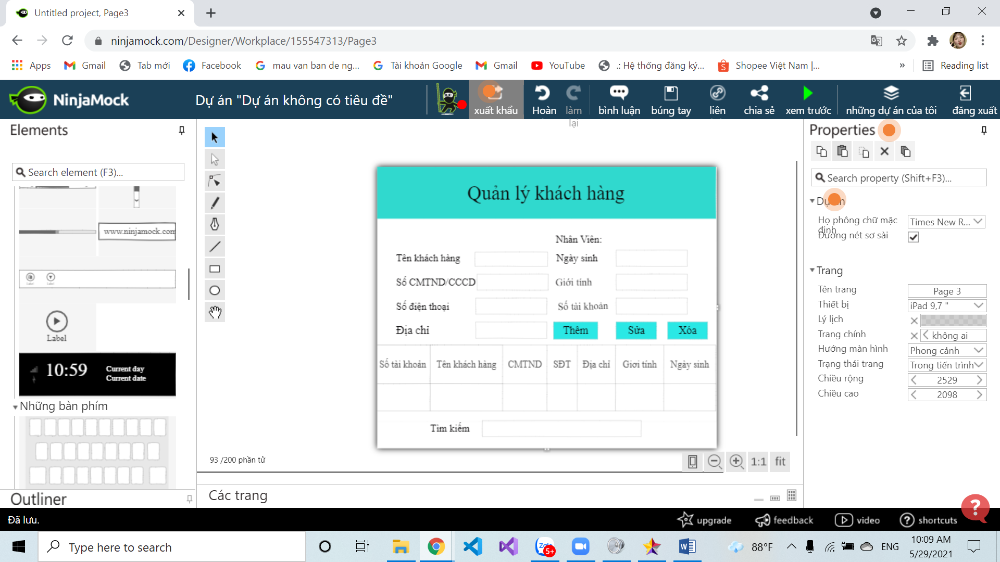 Untitled project, Page3
ninjamock.com/Designer/Workplace/155547313/Page3
Apps
Gmail
Tab mới
Facebook
mau van ban de ng...
Tài khoản Google
Gmail
YouTube
.: Hệ thống đăng ký...
Shopee Việt Nam |...
»
Reading list
NinjaMock
Dự án "Dự án không có tiêu đề"
xuất khẩu
Hoàn
làm
lại
bình luận
búng tay
liên
chia sẻ
xem trước
những dự án của tôi
đăng xuất
Elements
Search element (F3)...
www.ninjamock.com
Label
10:59
Current day
Current date
Những bàn phím
Outliner
Quản lý khách hàng
Nhân Viên:
Tên khách hàng
Ngày sinh
Số CMTND/CCCD
Giới tính
Số điện thoại
Số tài khoản
Địa chỉ
Thêm
Sửa
Xóa
Số tài khoản
Tên khách hàng
CMTND
SĐT
Địa chỉ
Giơi tính
Ngày sinh
Tìm kiếm
93 /200 phần tử
1:1
fit
Các trang
Properties
Search property (Shift+F3)...
Họ phông chữ mặc
định
Times New R...
Đường nét sơ sài
Trang
Tên trang
Page 3
Thiết bị
iPad 9,7 "
Lý lịch
Trang chính
không ai
Hướng màn hình
Phong cảnh
Trạng thái trang
Trong tiến trình
Chiều rộng
2529
Chiều cao
2098
Đã lưu.
upgrade
feedback
video
shortcuts
Type here to search
Zalo
5+
88°F
ENG
10:09 AM
5/29/2021